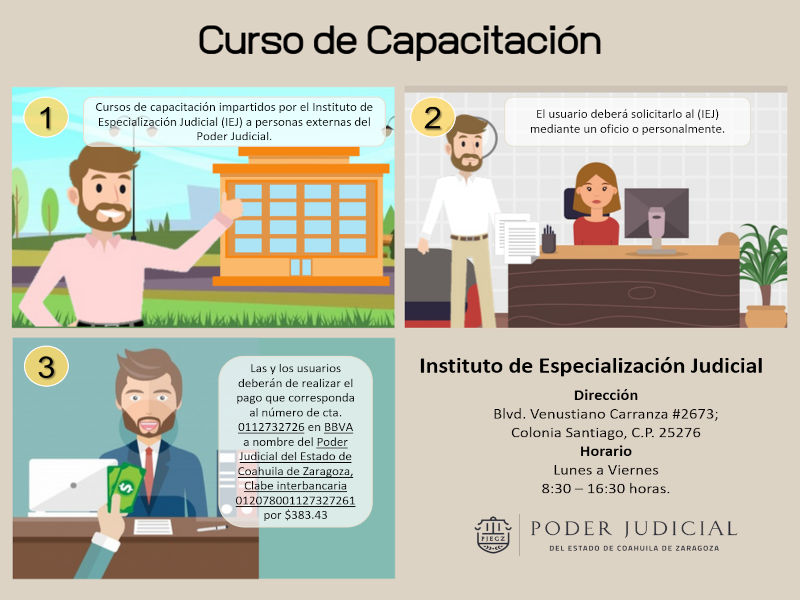 Curso de Capacitación
1
Cursos de capacitación impartidos por el Instituto de
Especialización Judicial (IEJ) a personas externas del
Poder Judicial.
2
El usuario deberá solicitarlo al (IEJ)
mediante un oficio o personalmente.
3
Las y los usuarios
deberán de realizar el
pago que corresponda
al número de cta.
0112732726 en BBVA
a nombre del Poder
Judicial del Estado de
Coahuila de Zaragoza,
Clabe interbancaria
012078001127327261
por $383.43
Instituto de Especialización Judicial
Dirección
Blvd. Venustiano Carranza #2673;
Colonia Santiago, C.P. 25276
Horario
Lunes a Viernes
8:30 – 16:30 horas.
PJECZ
PODER JUDICIAL
DEL ESTADO DE COAHUILA DE ZARAGOZA